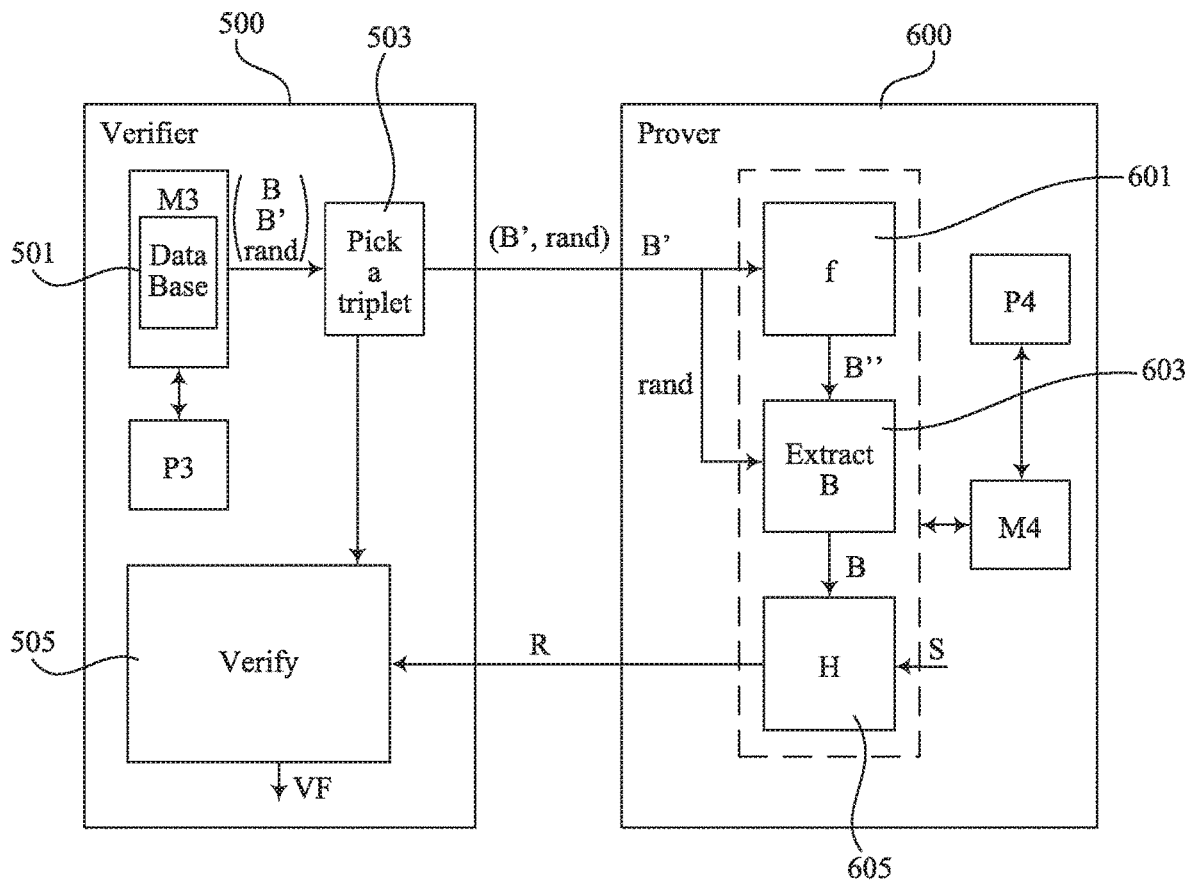 500
503
600
Verifier
Prover
M3
Data
Base
501
B
B'
rand
Pick
a
triplet
(B', rand)
B'
rand
f
601
B''
P4
603
Extract
B
M4
P3
B
505
Verify
R
H
S
VF
605